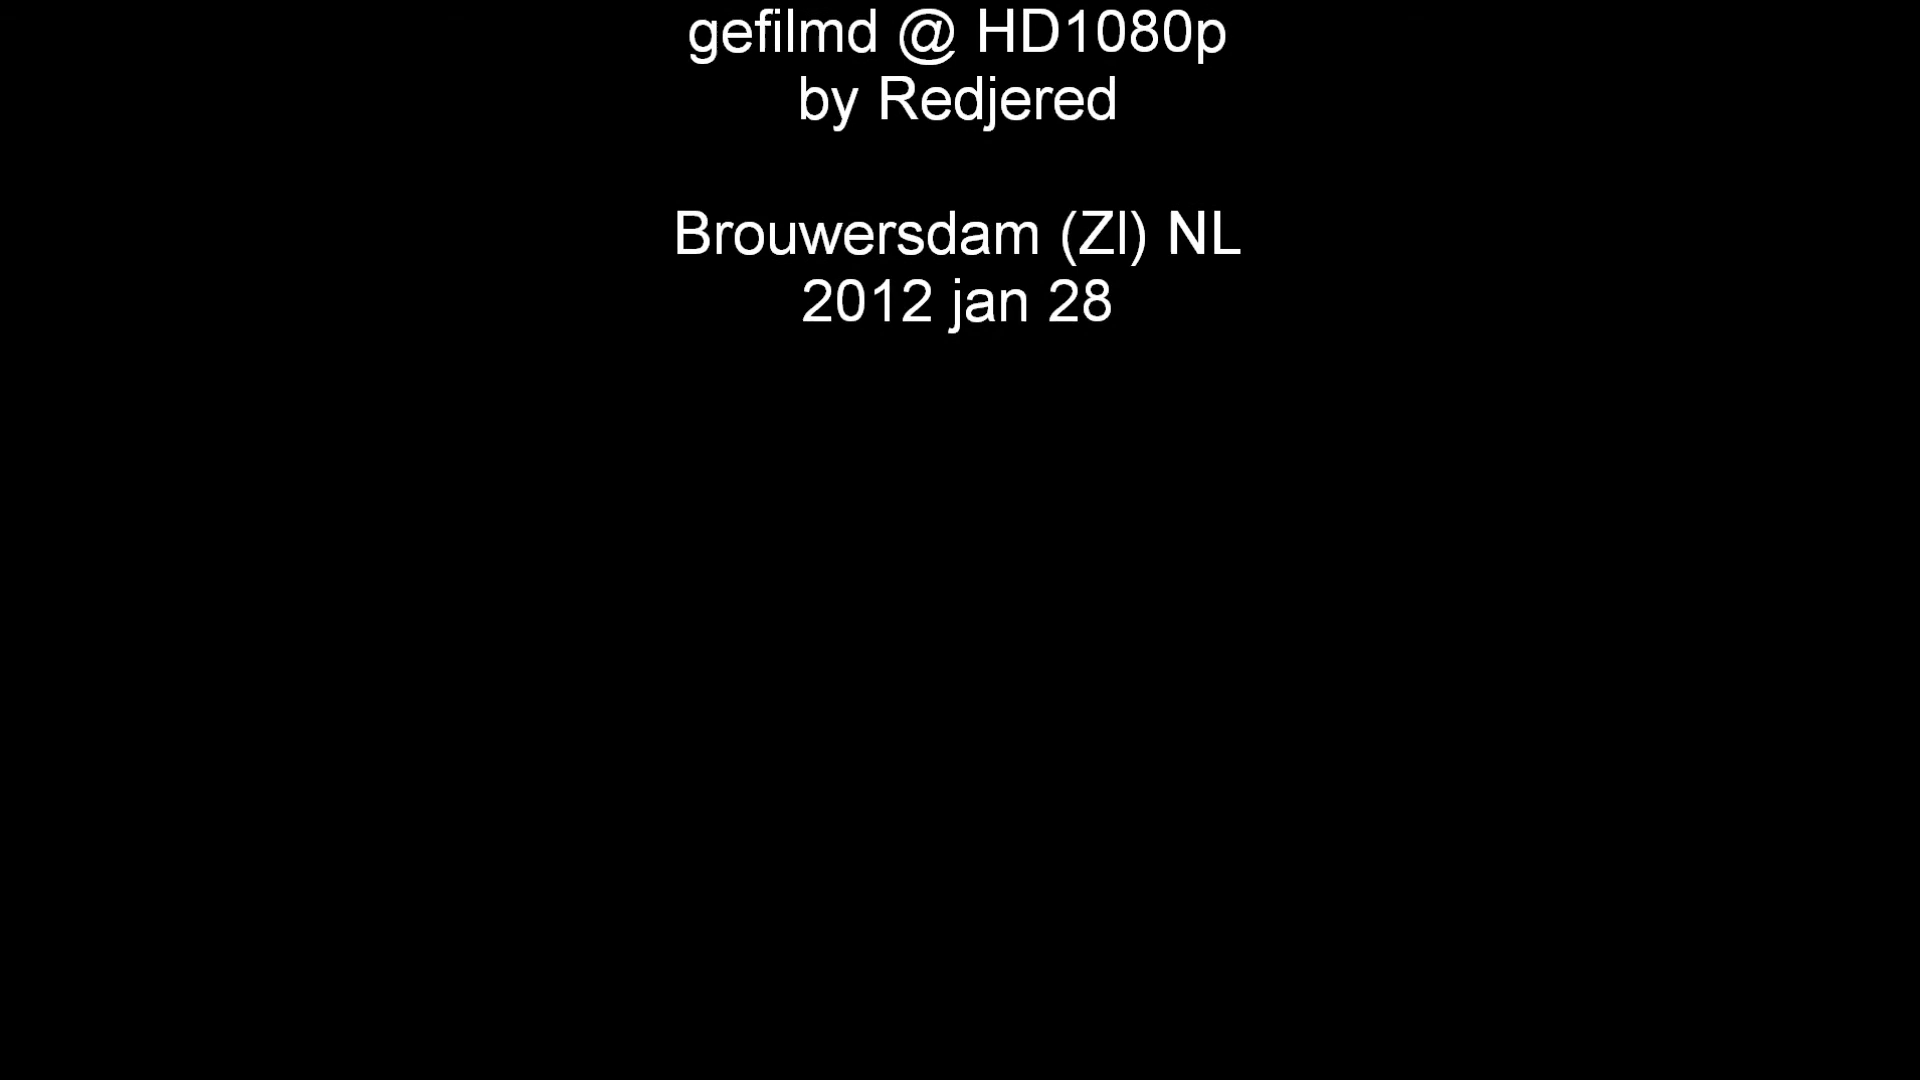 gefilmd @ HD1080p
by Redjered
Brouwersdam (Zl) NL
2012 jan 28